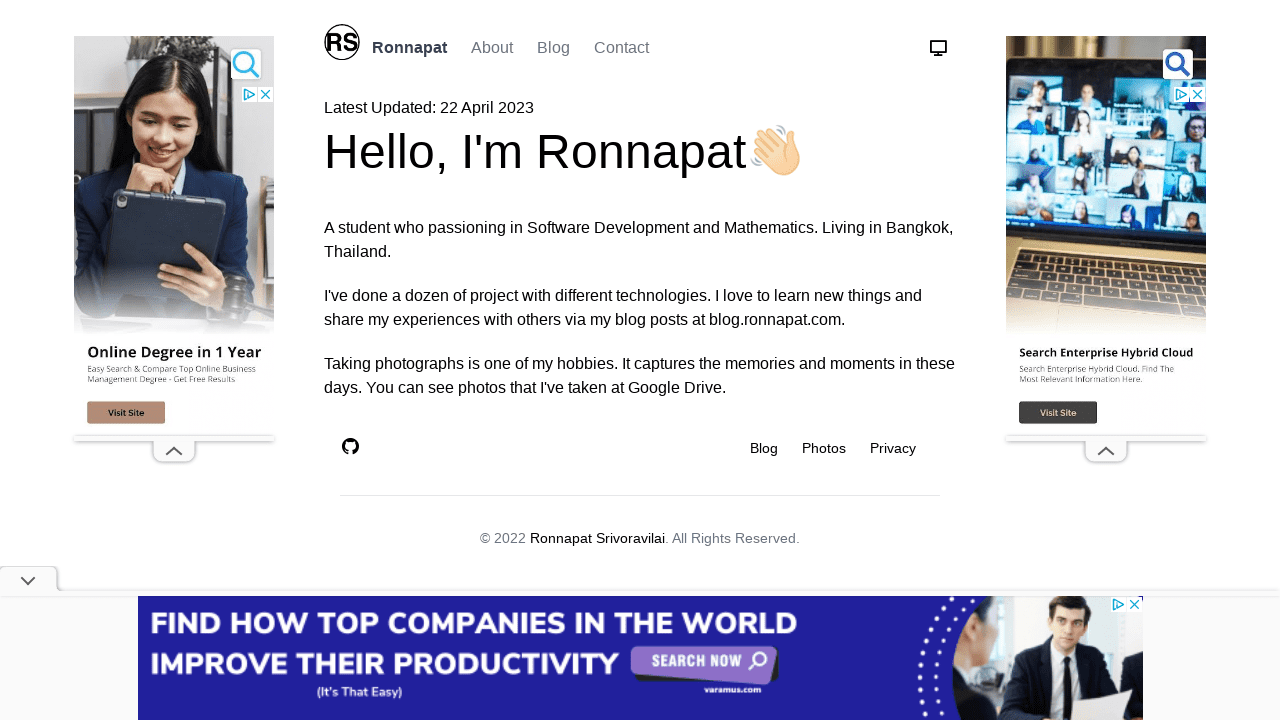 RS
Ronnapat About Blog Contact
Latest Updated: 22 April 2023
Hello, I'm Ronnapat👋
A student who passioning in Software Development and Mathematics. Living in Bangkok,
Thailand.
I've done a dozen of project with different technologies. I love to learn new things and
share my experiences with others via my blog posts at blog.ronnapat.com.
Taking photographs is one of my hobbies. It captures the memories and moments in these
days. You can see photos that I've taken at Google Drive.
Blog Photos Privacy
© 2022 Ronnapat Srivoravilai. All Rights Reserved.
Online Degree in 1 Year
Easy Search & Compare Top Online Business
Management Degree - Get Free Results
Visit Site
Search Enterprise Hybrid Cloud
Search Enterprise Hybrid Cloud. Find The
Most Relevant Information Here.
Visit Site
FIND HOW TOP COMPANIES IN THE WORLD
IMPROVE THEIR PRODUCTIVITY
SEARCH NOW
(It's That Easy)
varamus.com